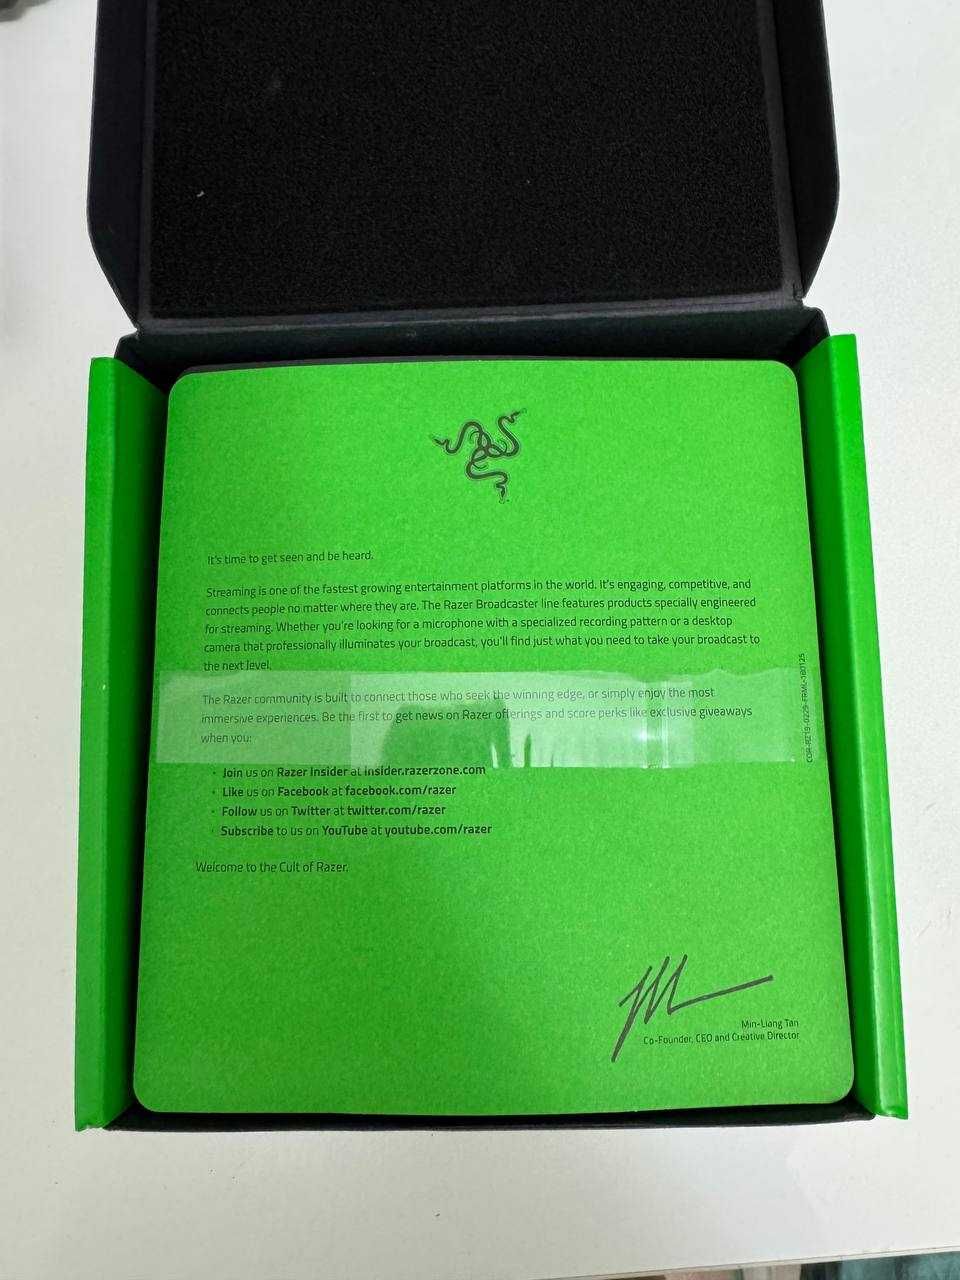 It's time to get seen and be heard.
Streaming is one of the fastest growing entertainment platforms in the world. It's engaging, competitive, and
connects people no matter where they are. The Razer Broadcaster line features products specially engineered
for streaming. Whether you're looking for a microphone with a specialized recording pattern or a desktop
camera that professionally illuminates your broadcast, you'll find just what you need to take your broadcast to
the next level.
The Razer community is built to connect those who seek the winning edge, or simply enjoy the most
immersive experiences. Be the first to get news on Razer offerings and score perks like exclusive giveaways
when you:
• Join us on Razer Insider at insider.razerzone.com
• Like us on Facebook at facebook.com/razer
• Follow us on Twitter at twitter.com/razer
• Subscribe to us on YouTube at youtube.com/razer
Welcome to the Cult of Razer.
Min-Liang Tan
Co-Founder, CEO and Creative Director
COR-RZ19-0229-FRML-180125